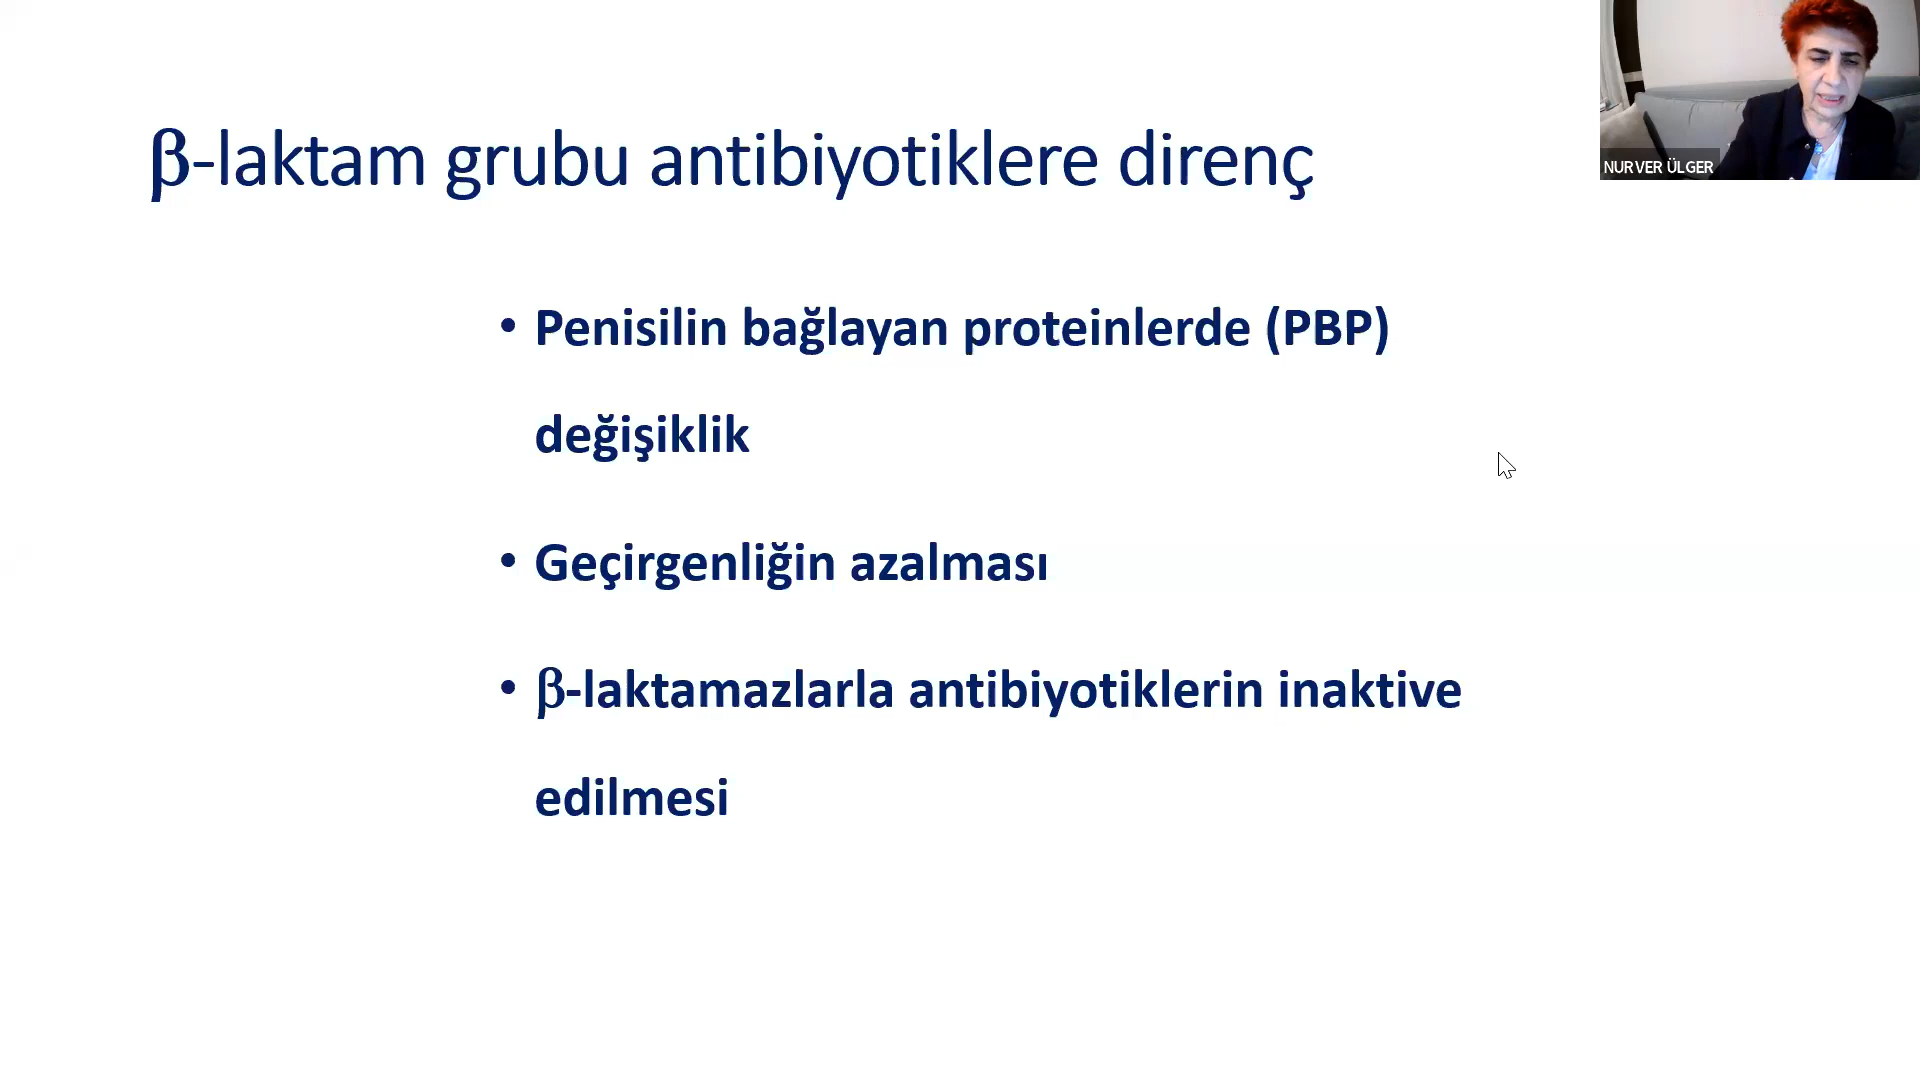 β-laktam grubu antibiyotiklere direnç
NURVER ÜLGER
• Penisilin bağlayan proteinlerde (PBP)
değişiklik
• Geçirgenliğin azalması
• β-laktamazlarla antibiyotiklerin inaktive
edilmesi